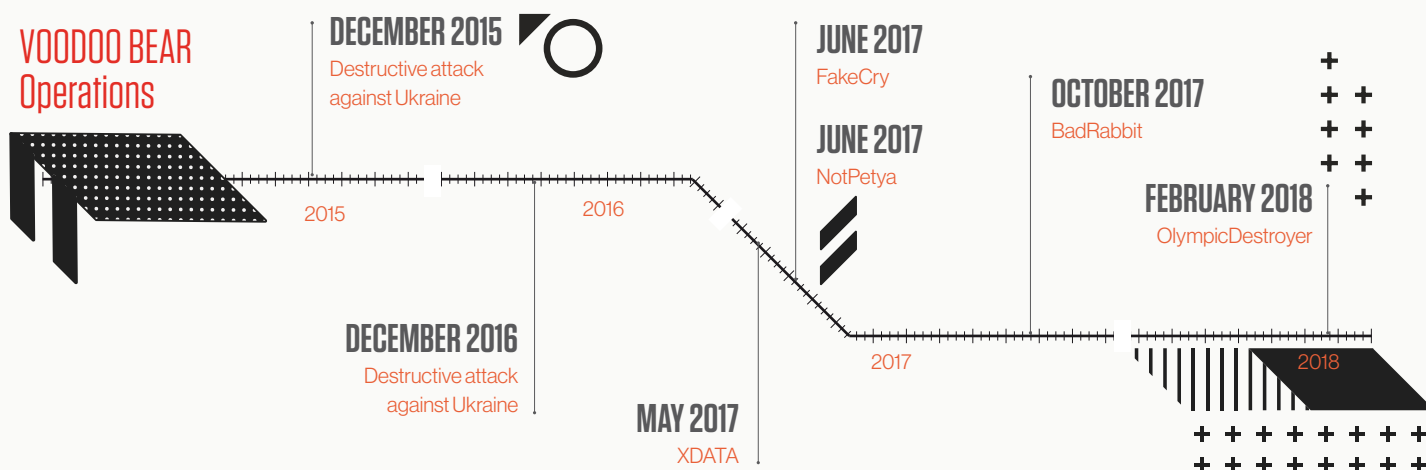 VOODOO BEAR
Operations
DECEMBER 2015
Destructive attack
against Ukraine
2015
DECEMBER 2016
Destructive attack
against Ukraine
2016
MAY 2017
XDATA
JUNE 2017
FakeCry
JUNE 2017
NotPetya
2017
OCTOBER 2017
BadRabbit
FEBRUARY 2018
OlympicDestroyer
2018